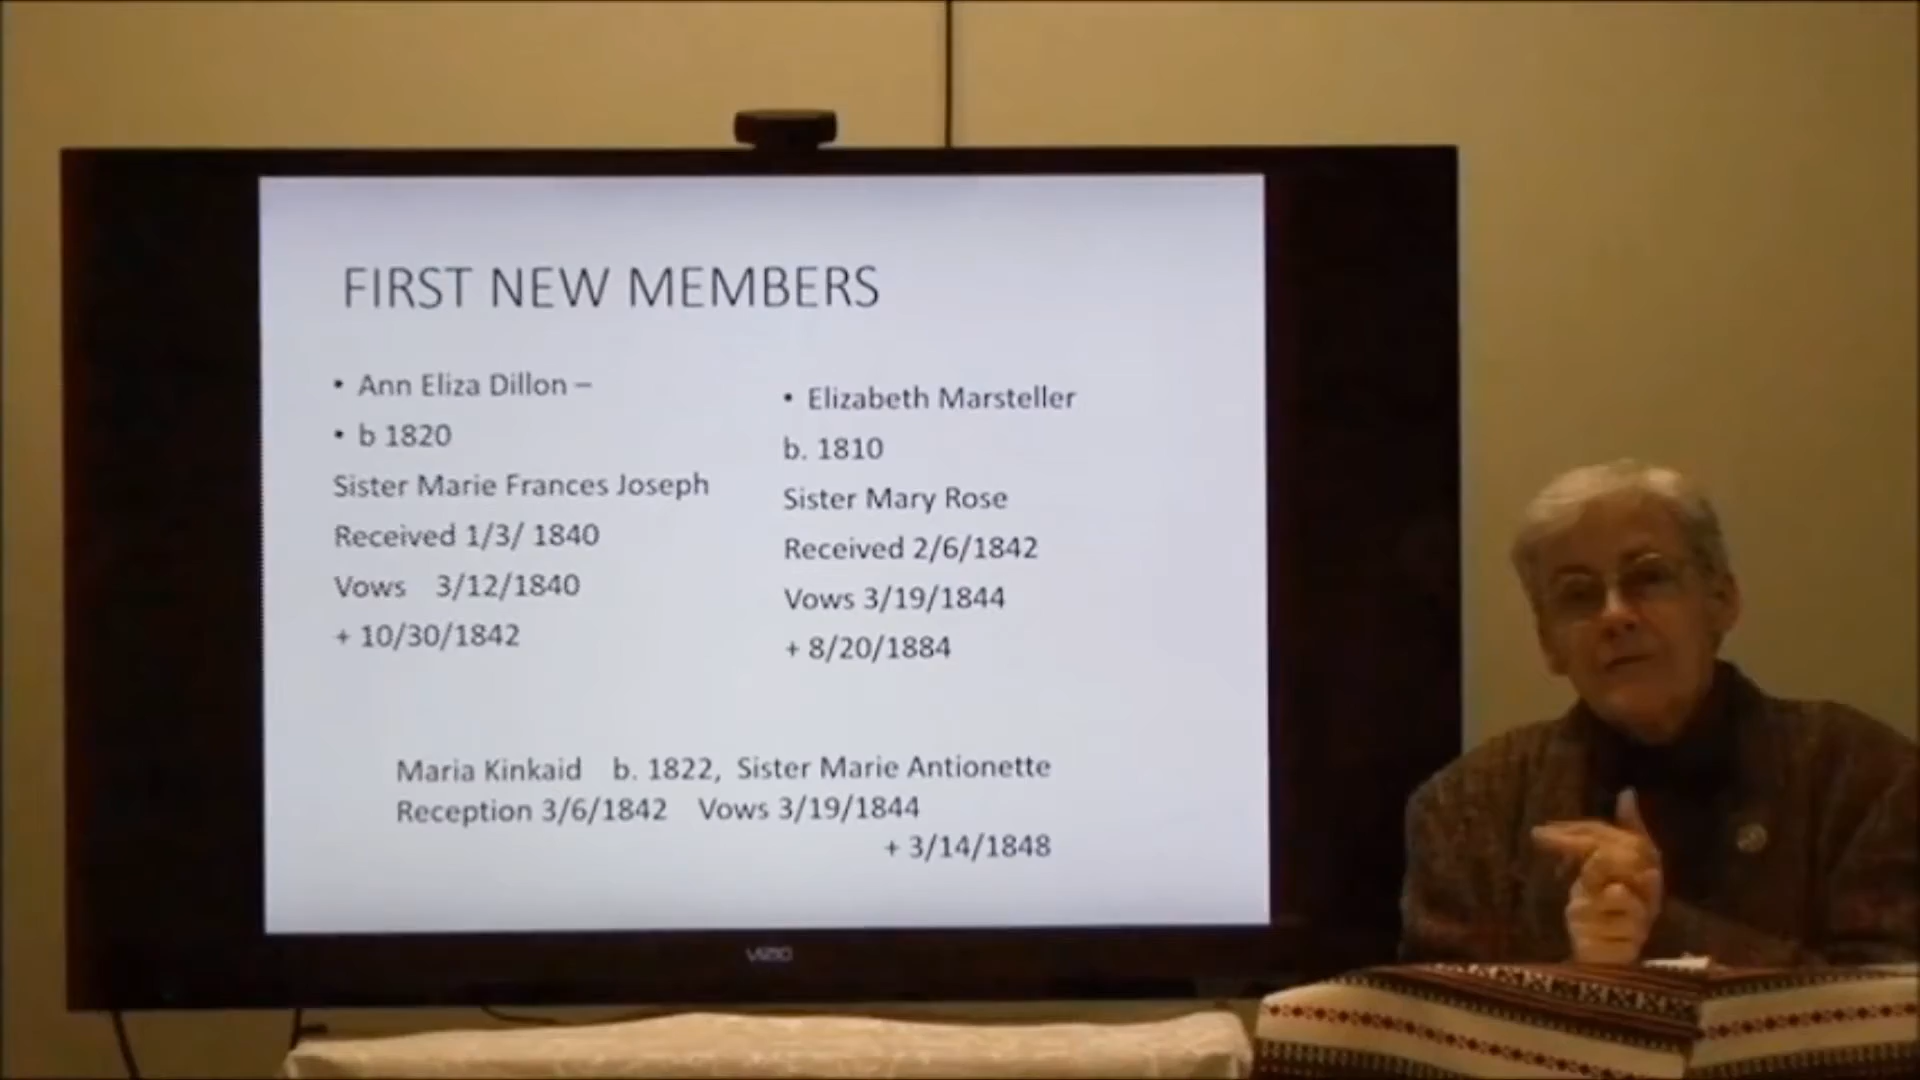 FIRST NEW MEMBERS
• Ann Eliza Dillon –
• b 1820
Sister Marie Frances Joseph
Received 1/3/ 1840
Vows 3/12/1840
+ 10/30/1842
• Elizabeth Marsteller
b. 1810
Sister Mary Rose
Received 2/6/1842
Vows 3/19/1844
+ 8/20/1884
Maria Kinkaid b. 1822, Sister Marie Antionette
Reception 3/6/1842 Vows 3/19/1844
+ 3/14/1848
VIZIO